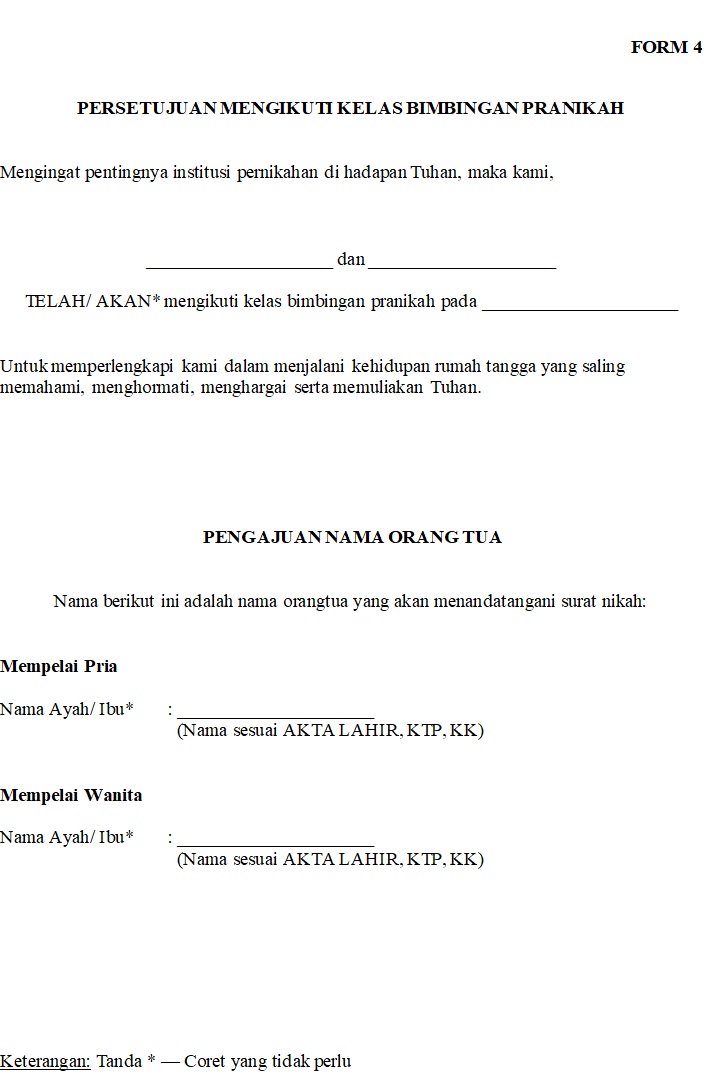 FORM 4
PERSETUJUAN MENGIKUTI KELAS BIMBINGAN PRANIKAH
Mengingat pentingnya institusi pernikahan di hadapan Tuhan, maka kami,
____________________ dan ____________________
TELAH/ AKAN* mengikuti kelas bimbingan pranikah pada _____________________
Untuk memperlengkapi kami dalam menjalani kehidupan rumah tangga yang saling
memahami, menghormati, menghargai serta memuliakan Tuhan.
PENGAJUAN NAMA ORANG TUA
Nama berikut ini adalah nama orangtua yang akan menandatangani surat nikah:
Mempelai Pria
Nama Ayah/ Ibu* : _____________________
(Nama sesuai AKTA LAHIR, KTP, KK)
Mempelai Wanita
Nama Ayah/ Ibu* : _____________________
(Nama sesuai AKTA LAHIR, KTP, KK)
Keterangan: Tanda * — Coret yang tidak perlu